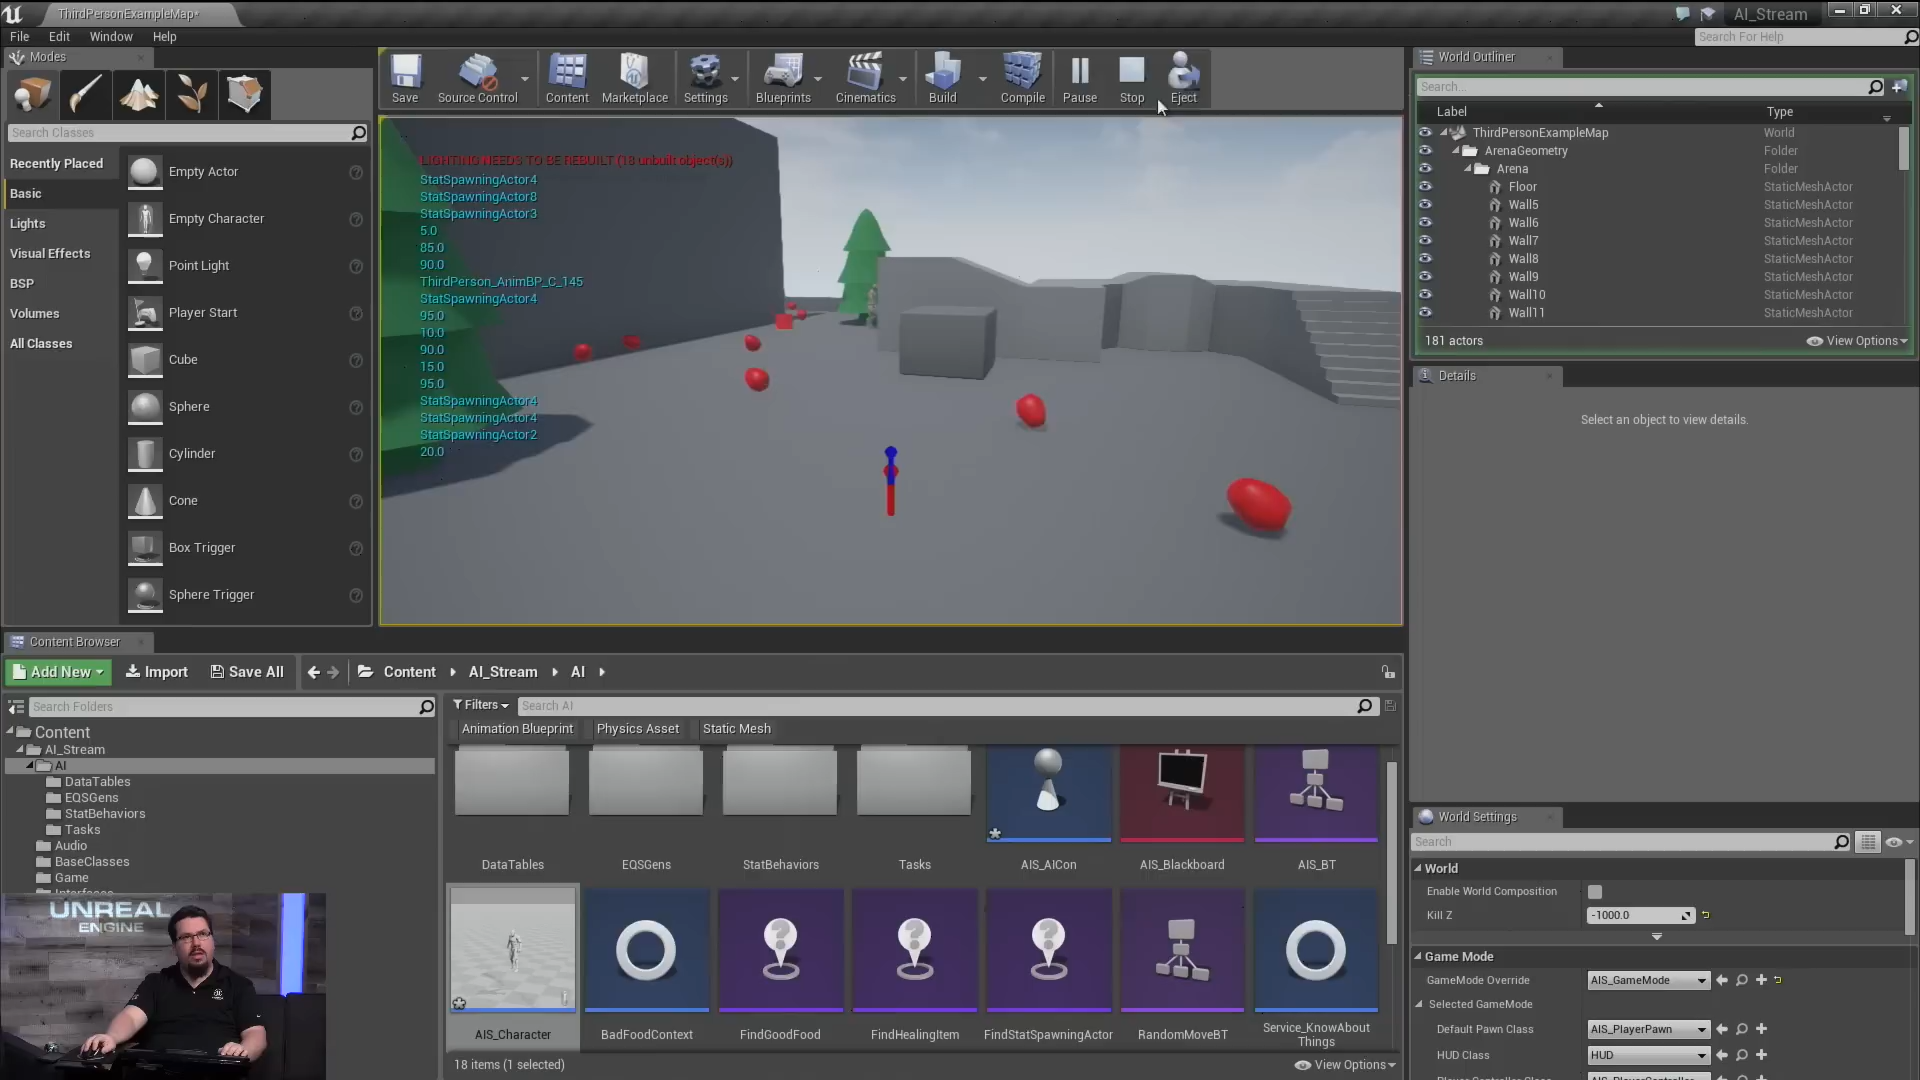 ThirdPersonExampleMap*
AI_Stream
File Edit Window Help
Search For Help
Modes
Search Classes
Recently Placed
Basic
Lights
Visual Effects
BSP
Volumes
All Classes
Empty Actor
Empty Character
Point Light
Player Start
Cube
Sphere
Cylinder
Cone
Box Trigger
Sphere Trigger
Save
Source Control
Content
Marketplace
Settings
Blueprints
Cinematics
Build
Compile
Pause
Stop
Eject
LIGHTING NEEDS TO BE REBUILT (18 unbuilt object(s))
StatSpawningActor4
StatSpawningActor8
StatSpawningActor3
5.0
85.0
90.0
ThirdPerson_AnimBP_C_145
StatSpawningActor4
95.0
10.0
90.0
15.0
95.0
StatSpawningActor4
StatSpawningActor4
StatSpawningActor2
20.0
World Outliner
Search...
Label Type
ThirdPersonExampleMap World
ArenaGeometry Folder
Arena Folder
Floor StaticMeshActor
Wall5 StaticMeshActor
Wall6 StaticMeshActor
Wall7 StaticMeshActor
Wall8 StaticMeshActor
Wall9 StaticMeshActor
Wall10 StaticMeshActor
Wall11 StaticMeshActor
181 actors
View Options
Details
Select an object to view details.
Content Browser
Add New
Import
Save All
Content AI_Stream AI
Search Folders
Content
AI_Stream
AI
DataTables
EQSGens
StatBehaviors
Tasks
Audio
BaseClasses
Game
Interfaces
Filters
Search AI
Animation Blueprint
Physics Asset
Static Mesh
DataTables
EQSGens
StatBehaviors
Tasks
AIS_AICon
AIS_Blackboard
AIS_BT
AIS_Character
BadFoodContext
FindGoodFood
FindHealingItem
FindStatSpawningActor
RandomMoveBT
Service_KnowAbout
Things
18 items (1 selected)
View Options
UNREAL
ENGINE
World Settings
Search
World
Enable World Composition
Kill Z -1000.0
Game Mode
GameMode Override AIS_GameMode
Selected GameMode
Default Pawn Class AIS_PlayerPawn
HUD Class HUD